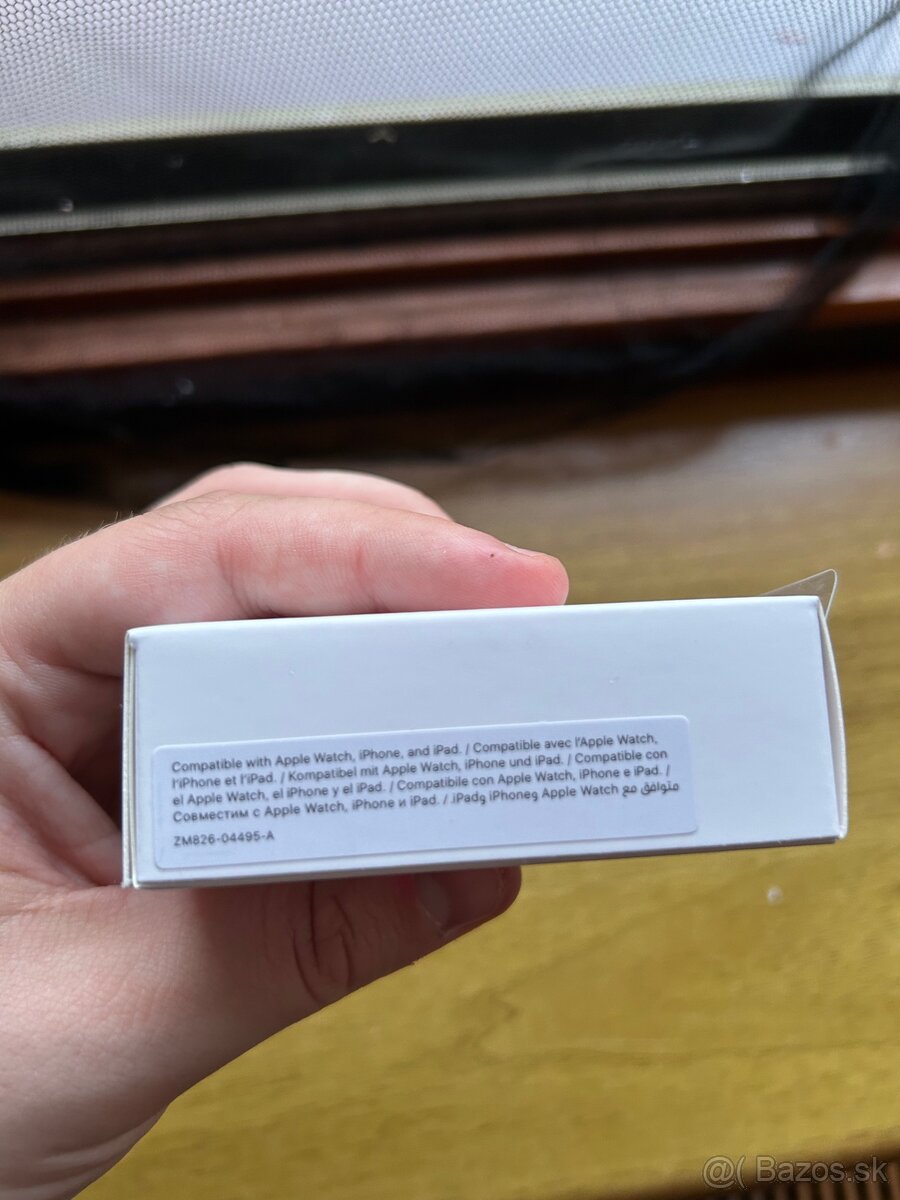 Compatible with Apple Watch, iPhone, and iPad. / Compatible avec l'Apple Watch,
l'iPhone et l'iPad. / Kompatibel mit Apple Watch, iPhone und iPad. / Compatible con
el Apple Watch, el iPhone y el iPad. / Compatibile con Apple Watch, iPhone e iPad. /
Совместим с Apple Watch, iPhone и iPad. / .iPadو iPhoneو Apple Watch متوافق مع
ZM826-04495-A
@( Bazos.sk